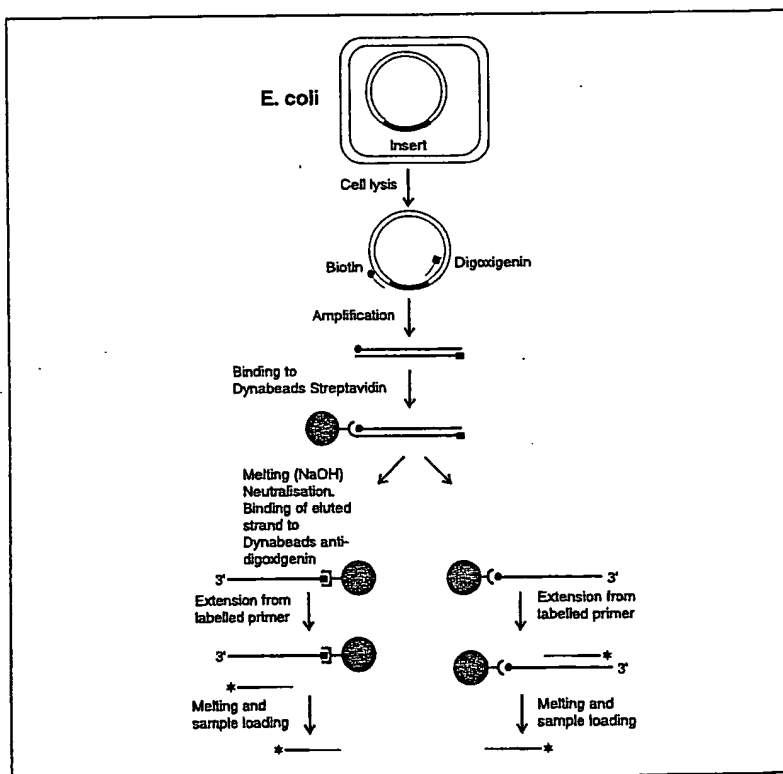 E. coli
Insert
Cell lysis
Biotin
Digoxigenin
Amplification
Binding to
Dynabeads Streptavidin
Melting (NaOH)
Neutralisation.
Binding of eluted
strand to
Dynabeads anti-
digoxigenin
3'
3'
Extension from
labelled primer
Extension from
labelled primer
3'
3'
Melting and
sample loading
Melting and
sample loading